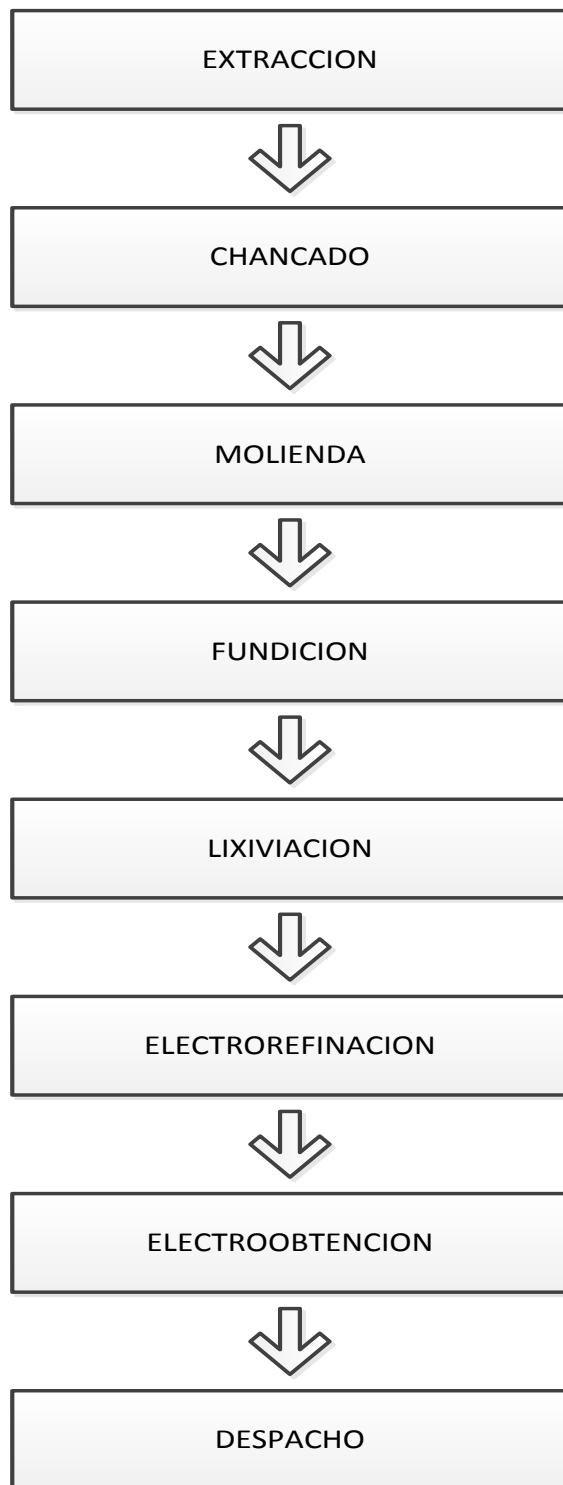 EXTRACCION
CHANCADO
MOLIENDA
FUNDICION
LIXIVIACION
ELECTROREFINACION
ELECTROOBTENCION
DESPACHO